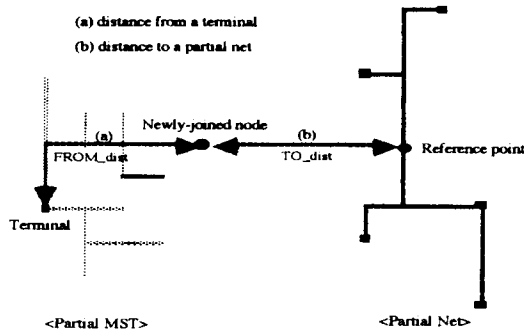 (a) distance from a terminal
(b) distance to a partial net
Newly-joined node
(a)
(b)
FROM_dist
TO_dist
Reference point
Terminal
<Partial MST>
<Partial Net>